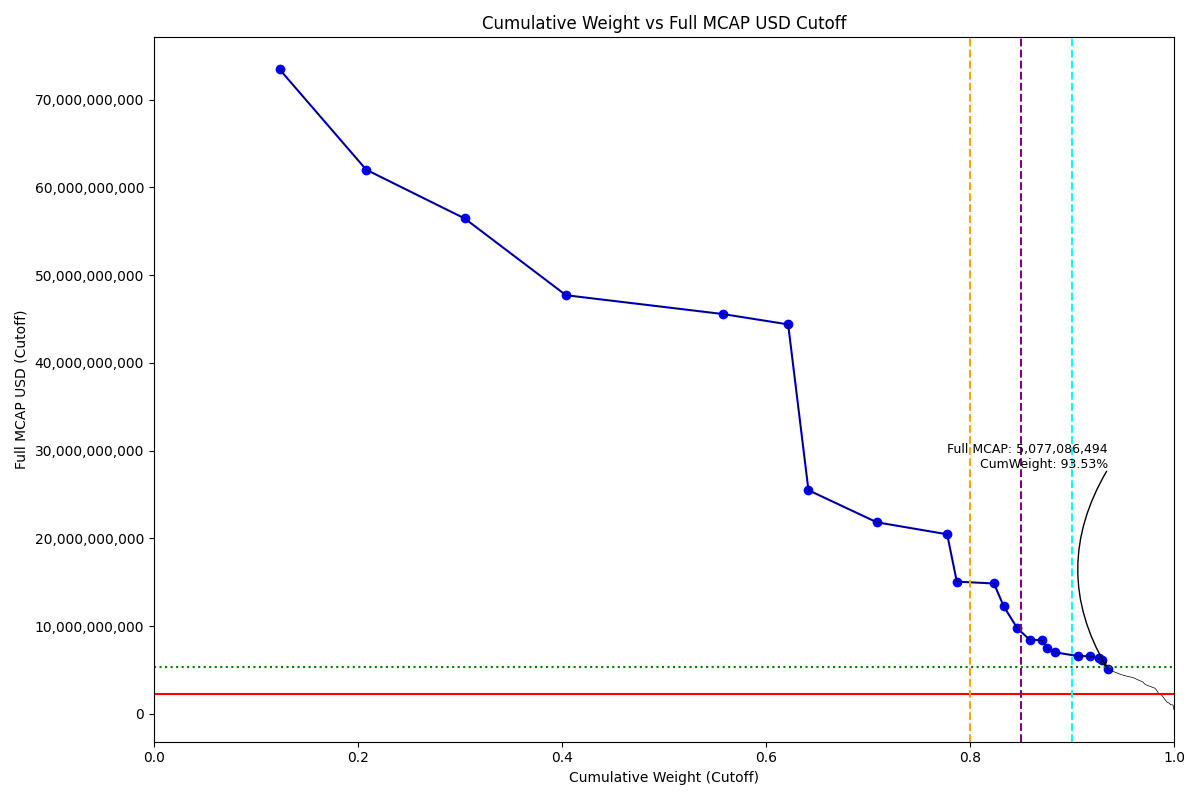 Cumulative Weight vs Full MCAP USD Cutoff
Full MCAP USD (Cutoff)
70,000,000,000
60,000,000,000
50,000,000,000
40,000,000,000
30,000,000,000
20,000,000,000
10,000,000,000
0
Full MCAP: 5,077,086,494
CumWeight: 93.53%
0.0
0.2
0.4
0.6
0.8
1.0
Cumulative Weight (Cutoff)